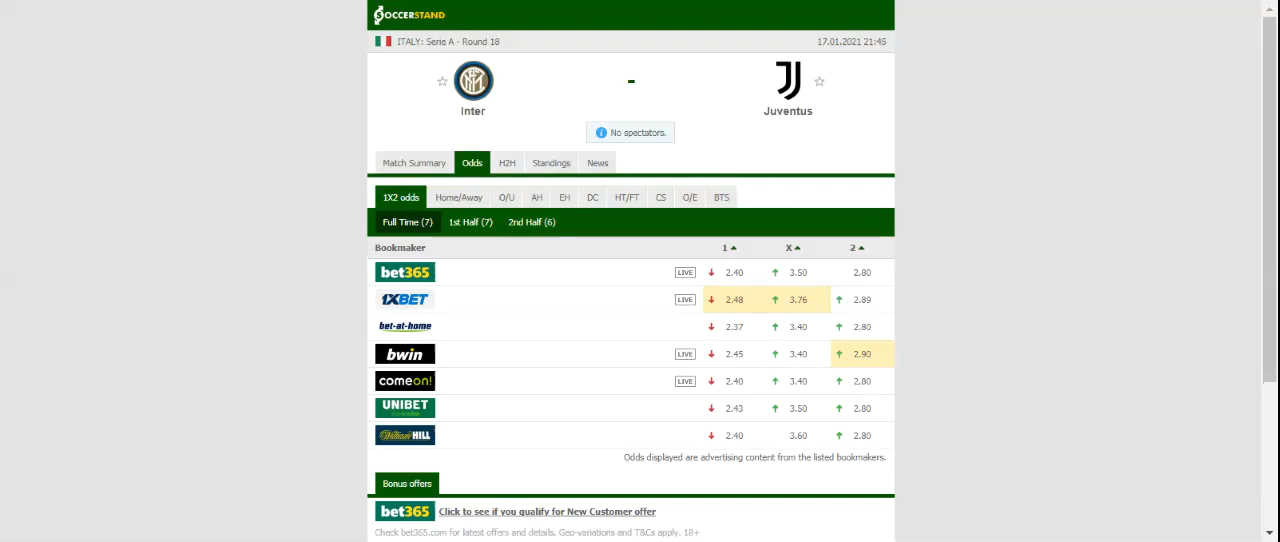 SOCCERSTAND
ITALY: Serie A - Round 18 17.01.2021 21:45
-
Inter Juventus
No spectators.
Match Summary Odds H2H Standings News
1X2 odds Home/Away O/U AH EH DC HT/FT CS O/E BTS
Full Time (7) 1st Half (7) 2nd Half (6)
Bookmaker 1 X 2
bet365 LIVE 2.40 3.50 2.80
1XBET LIVE 2.48 3.76 2.89
bet-at-home 2.37 3.40 2.80
bwin LIVE 2.45 3.40 2.90
comeon! LIVE 2.40 3.40 2.80
UNIBET 2.43 3.50 2.80
William HILL 2.40 3.60 2.80
Odds displayed are advertising content from the listed bookmakers.
Bonus offers
bet365 Click to see if you qualify for New Customer offer
Check bet365.com for latest offers and details. Geo-variations and T&Cs apply. 18+